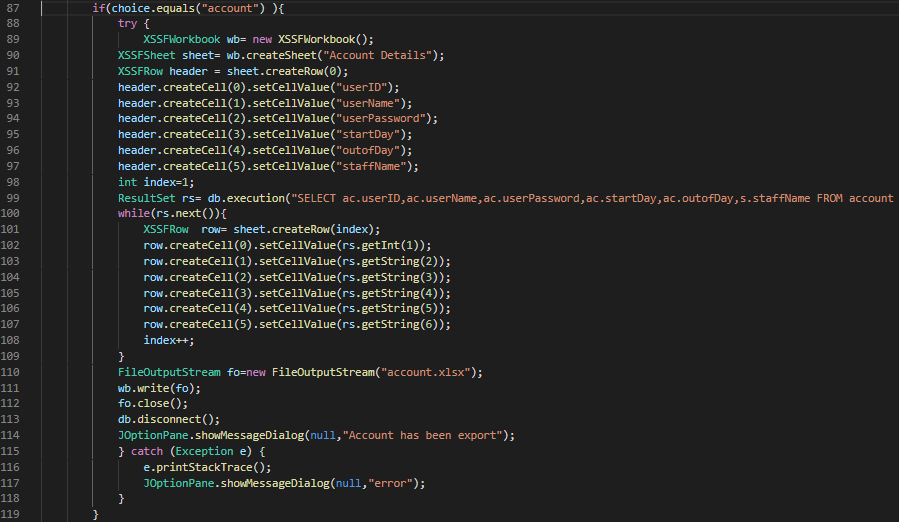 87 if(choice.equals("account") ){
88 try {
89 XSSFWorkbook wb= new XSSFWorkbook();
90 XSSFSheet sheet= wb.createSheet("Account Details");
91 XSSFRow header = sheet.createRow(0);
92 header.createCell(0).setCellValue("userID");
93 header.createCell(1).setCellValue("userName");
94 header.createCell(2).setCellValue("userPassword");
95 header.createCell(3).setCellValue("startDay");
96 header.createCell(4).setCellValue("outofDay");
97 header.createCell(5).setCellValue("staffName");
98 int index=1;
99 ResultSet rs= db.execution("SELECT ac.userID,ac.userName,ac.userPassword,ac.startDay,ac.outofDay,s.staffName FROM account
100 while(rs.next()){
101 XSSFRow  row= sheet.createRow(index);
102 row.createCell(0).setCellValue(rs.getInt(1));
103 row.createCell(1).setCellValue(rs.getString(2));
104 row.createCell(2).setCellValue(rs.getString(3));
105 row.createCell(3).setCellValue(rs.getString(4));
106 row.createCell(4).setCellValue(rs.getString(5));
107 row.createCell(5).setCellValue(rs.getString(6));
108 index++;
109 }
110 FileOutputStream fo=new FileOutputStream("account.xlsx");
111 wb.write(fo);
112 fo.close();
113 db.disconnect();
114 JOptionPane.showMessageDialog(null,"Account has been export");
115 } catch (Exception e) {
116 e.printStackTrace();
117 JOptionPane.showMessageDialog(null,"error");
118 }
119 }